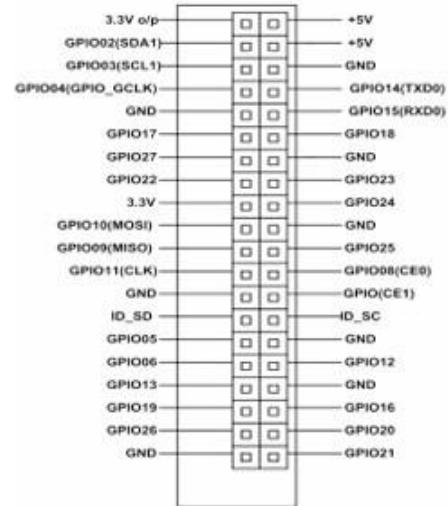 3.3V o/p +5V
GPIO02(SDA1) +5V
GPIO03(SCL1) GND
GPIO04(GPIO_GCLK) GPIO14(TXD0)
GND GPIO15(RXD0)
GPIO17 GPIO18
GPIO27 GND
GPIO22 GPIO23
3.3V GPIO24
GPIO10(MOSI) GND
GPIO09(MISO) GPIO25
GPIO11(CLK) GPIO08(CE0)
GND GPIO(CE1)
ID_SD ID_SC
GPIO05 GND
GPIO06 GPIO12
GPIO13 GND
GPIO19 GPIO16
GPIO26 GPIO20
GND GPIO21